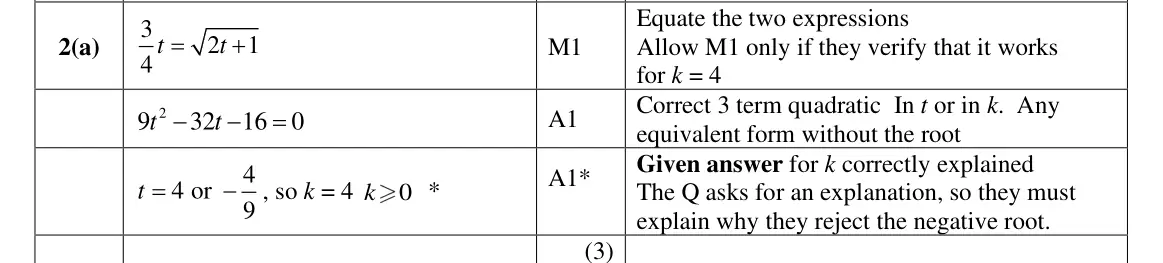 2(a) 3/4 t = √(2t + 1) M1 Equate the two expressions
Allow M1 only if they verify that it works
for k = 4
9t² − 32t − 16 = 0 A1 Correct 3 term quadratic In t or in k. Any
equivalent form without the root
t = 4 or − 4/9 , so k = 4 k ⩾ 0 * A1* Given answer for k correctly explained
The Q asks for an explanation, so they must
explain why they reject the negative root.
(3)